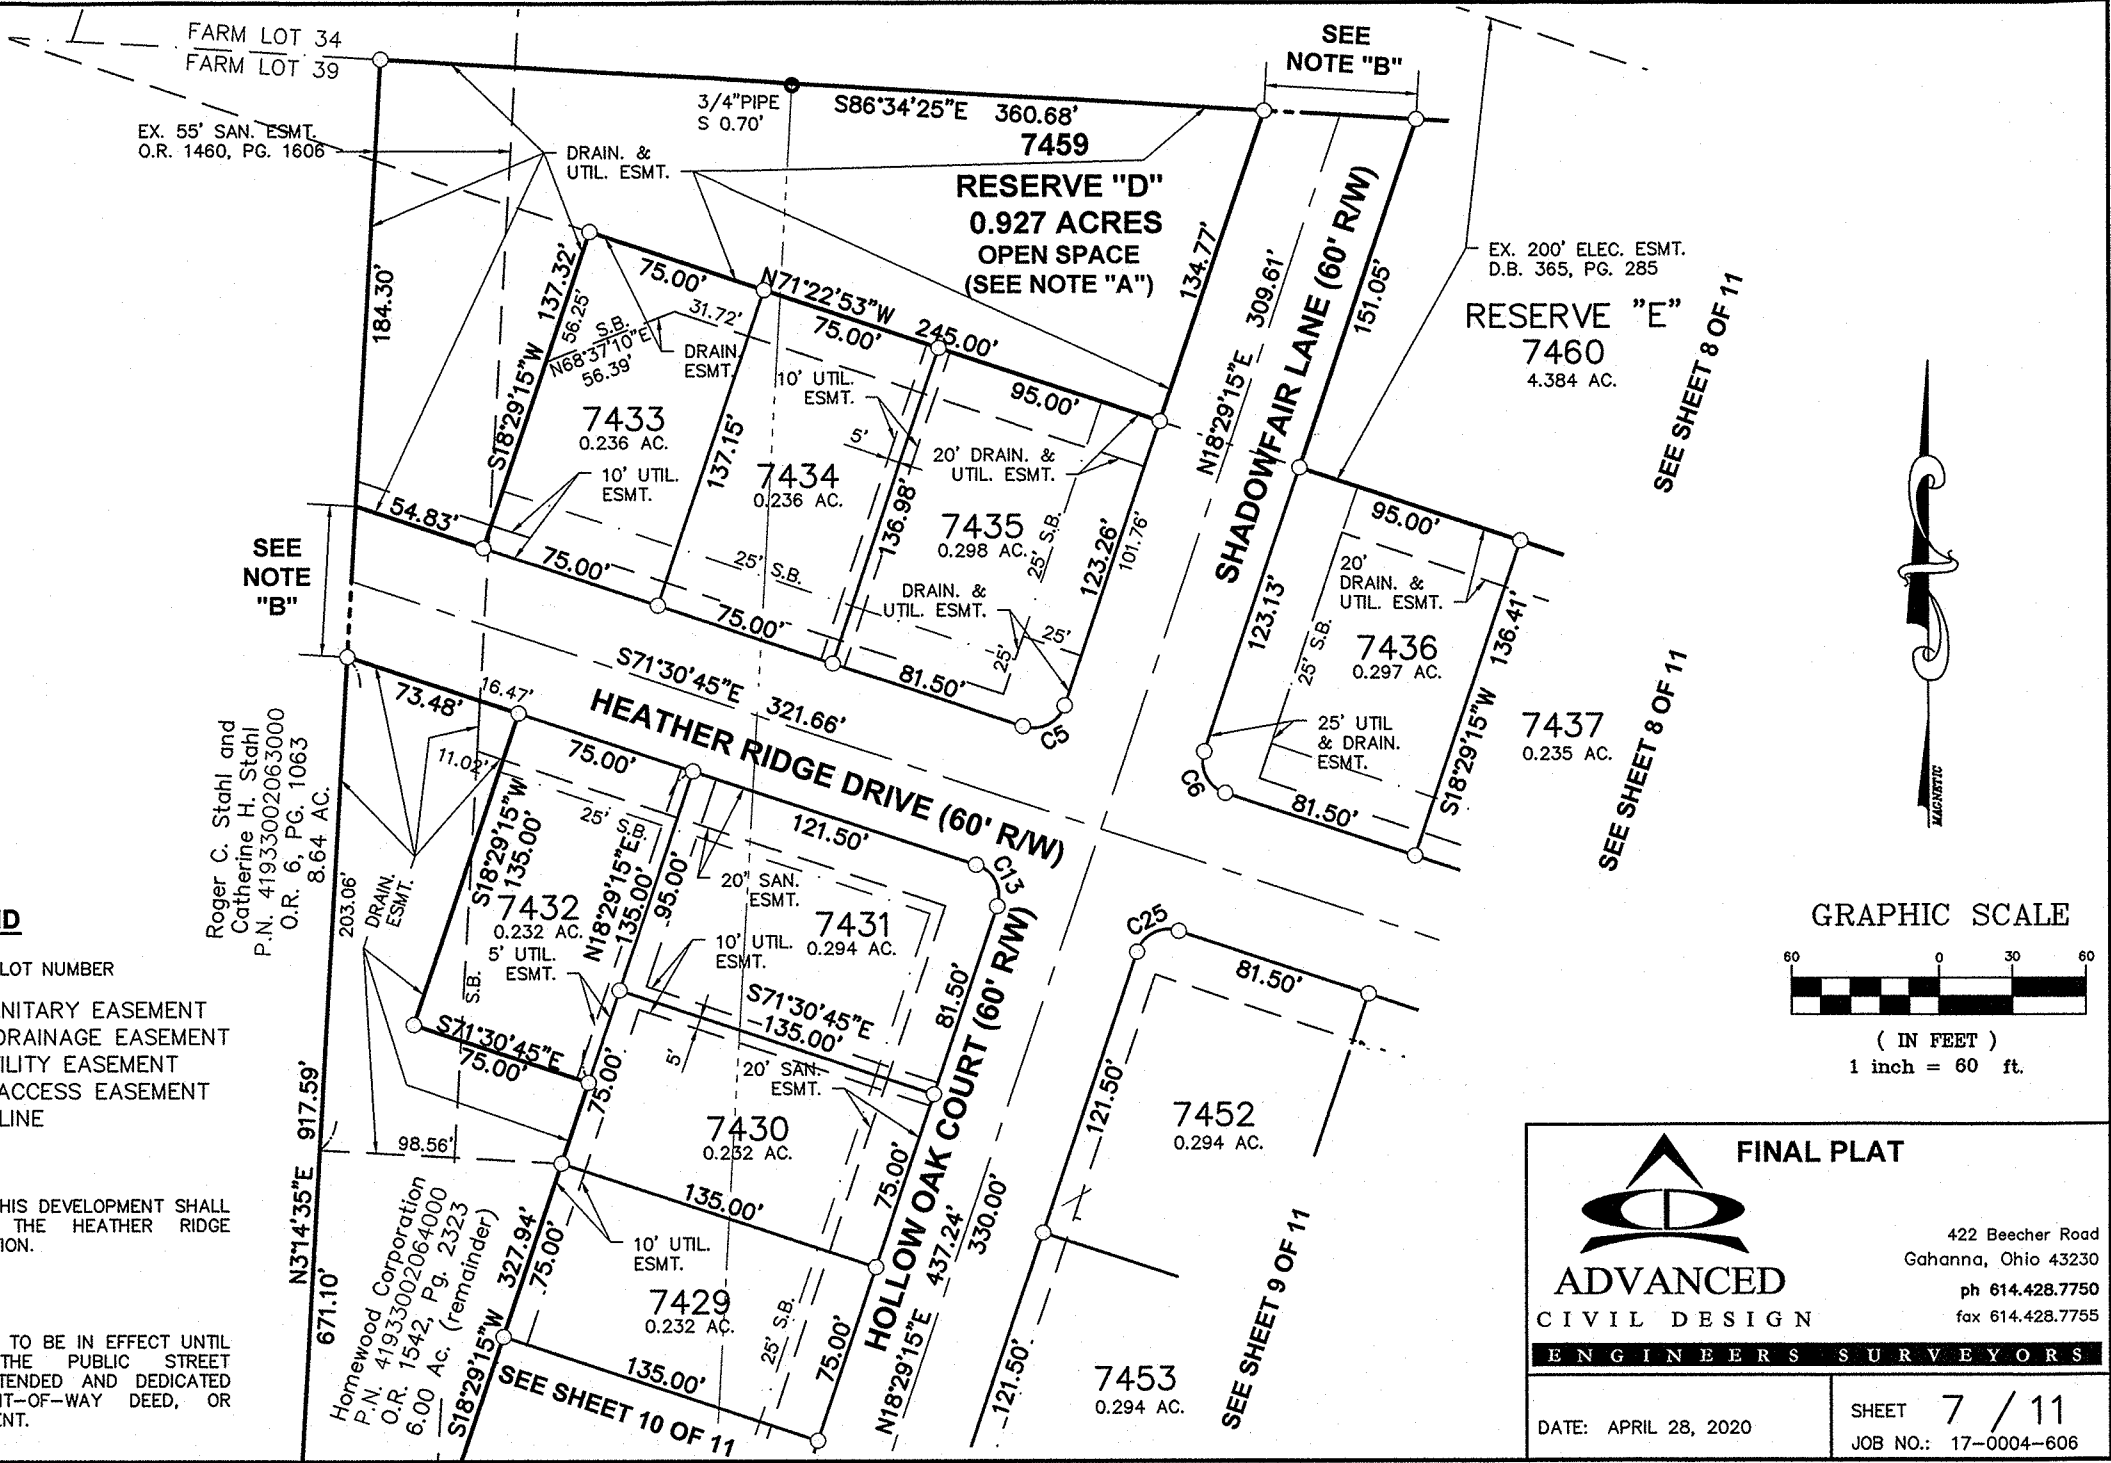 FARM LOT 34
FARM LOT 39
EX. 55' SAN. ESMT.
O.R. 1460, PG. 1606
3/4"PIPE
S 0.70'
S86°34'25"E 360.68'
7459
RESERVE "D"
0.927 ACRES
OPEN SPACE
(SEE NOTE "A")
DRAIN. &
UTIL. ESMT.
SEE
NOTE "B"
184.30'
S18°29'15"W 137.32'
56.25'
S.B.
N68°37'10"E
56.39'
75.00'
31.72'
N71°22'53"W 245.00'
75.00'
95.00'
DRAIN.
ESMT.
134.77'
N18°29'15"E 309.61'
SHADOWFAIR LANE (60' R/W)
151.05'
EX. 200' ELEC. ESMT.
D.B. 365, PG. 285
RESERVE "E"
7460
4.384 AC.
SEE SHEET 8 OF 11
7433
0.236 AC.
10' UTIL.
ESMT.
137.15'
7434
0.236 AC.
10' UTIL.
ESMT.
5'
136.98'
20' DRAIN. &
UTIL. ESMT.
7435
0.298 AC.
25' S.B.
123.26'
101.76'
DRAIN. &
UTIL. ESMT.
25'
25'
25' S.B.
54.83'
75.00'
75.00'
81.50'
C5
SEE
NOTE
"B"
123.13'
95.00'
20'
DRAIN. &
UTIL. ESMT.
7436
0.297 AC.
25' S.B.
136.41'
S18°29'15"W
25' UTIL
& DRAIN.
ESMT.
C6
81.50'
7437
0.235 AC.
SEE SHEET 8 OF 11
S71°30'45"E 321.66'
HEATHER RIDGE DRIVE (60' R/W)
73.48'
16.47'
11.02'
75.00'
121.50'
C13
Roger C. Stahl and
Catherine H. Stahl
P.N. 41933002063000
O.R. 6, PG. 1063
8.64 AC.
203.06'
DRAIN.
ESMT.
S18°29'15"W
135.00'
25' S.B.
7432
0.232 AC.
5' UTIL.
ESMT.
S.B.
N18°29'15"E
135.00'
95.00'
20' SAN.
ESMT.
7431
0.294 AC.
10' UTIL.
ESMT.
S71°30'45"E
135.00'
81.50'
5'
20' SAN.
ESMT.
S71°30'45"E
75.00'
75.00'
7430
0.232 AC.
75.00'
98.56'
135.00'
HOLLOW OAK COURT (60' R/W)
N18°29'15"E 437.24'
330.00'
10' UTIL.
ESMT.
7429
0.232 AC.
25' S.B.
75.00'
75.00'
135.00'
S18°29'15"W 327.94'
SEE SHEET 10 OF 11
N3°14'35"E 917.59'
671.10'
Homewood Corporation
P.N. 41933002064000
O.R. 1542, Pg. 2323
6.00 Ac. (remainder)
C25
81.50'
121.50'
7452
0.294 AC.
121.50'
7453
0.294 AC.
SEE SHEET 9 OF 11
LOT NUMBER
NITARY EASEMENT
DRAINAGE EASEMENT
ILITY EASEMENT
ACCESS EASEMENT
LINE
HIS DEVELOPMENT SHALL
THE HEATHER RIDGE
ION.
TO BE IN EFFECT UNTIL
THE PUBLIC STREET
TENDED AND DEDICATED
T-OF-WAY DEED, OR
ENT.
MAGNETIC
GRAPHIC SCALE
60 0 30 60
( IN FEET )
1 inch = 60 ft.
FINAL PLAT
ADVANCED
CIVIL DESIGN
ENGINEERS SURVEYORS
422 Beecher Road
Gahanna, Ohio 43230
ph 614.428.7750
fax 614.428.7755
DATE: APRIL 28, 2020
SHEET 7 / 11
JOB NO.: 17-0004-606